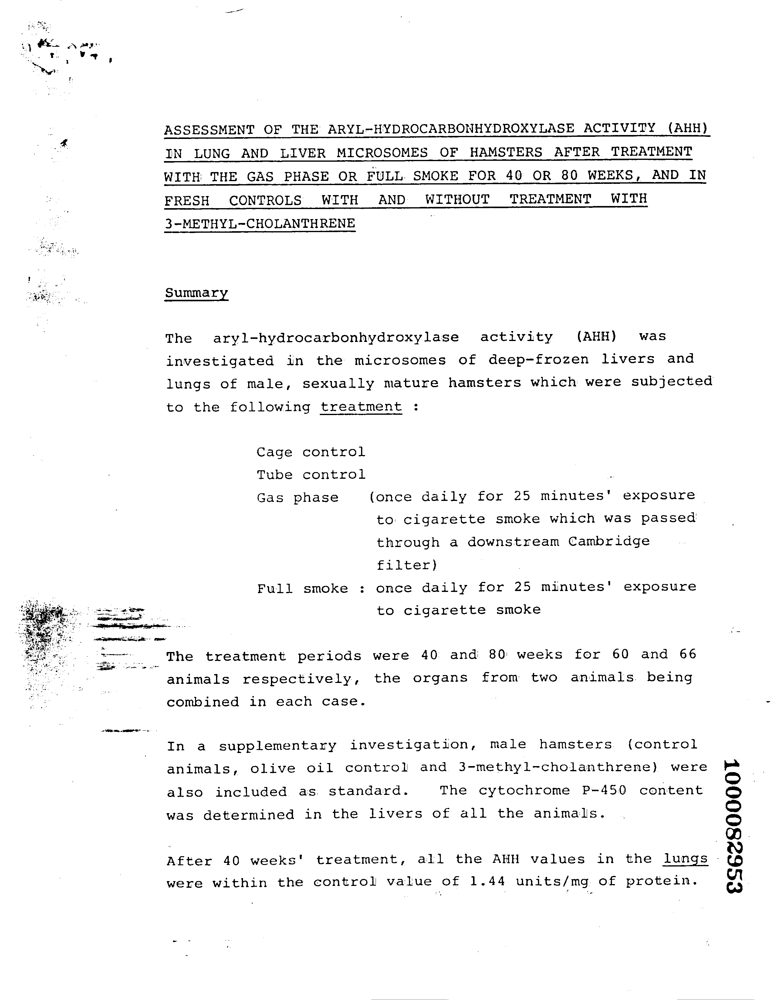 ASSESSMENT OF THE ARYL-HYDROCARBONHYDROXYLASE ACTIVITY (AHH)
IN LUNG AND LIVER MICROSOMES OF HAMSTERS AFTER TREATMENT
WITH THE GAS PHASE OR FULL SMOKE FOR 40 OR 80 WEEKS, AND IN
FRESH CONTROLS WITH AND WITHOUT TREATMENT WITH
3-METHYL-CHOLANTHRENE
Summary
The aryl-hydrocarbonhydroxylase activity (AHH) was
investigated in the microsomes of deep-frozen livers and
lungs of male, sexually mature hamsters which were subjected
to the following treatment :
Cage control
Tube control
Gas phase (once daily for 25 minutes' exposure
to cigarette smoke which was passed
through a downstream Cambridge
filter)
Full smoke : once daily for 25 minutes' exposure
to cigarette smoke
The treatment periods were 40 and 80 weeks for 60 and 66
animals respectively, the organs from two animals being
combined in each case.
In a supplementary investigation, male hamsters (control
animals, olive oil control and 3-methyl-cholanthrene) were
also included as standard. The cytochrome P-450 content
was determined in the livers of all the animals.
After 40 weeks' treatment, all the AHH values in the lungs
were within the control value of 1.44 units/mg of protein.
1000082953